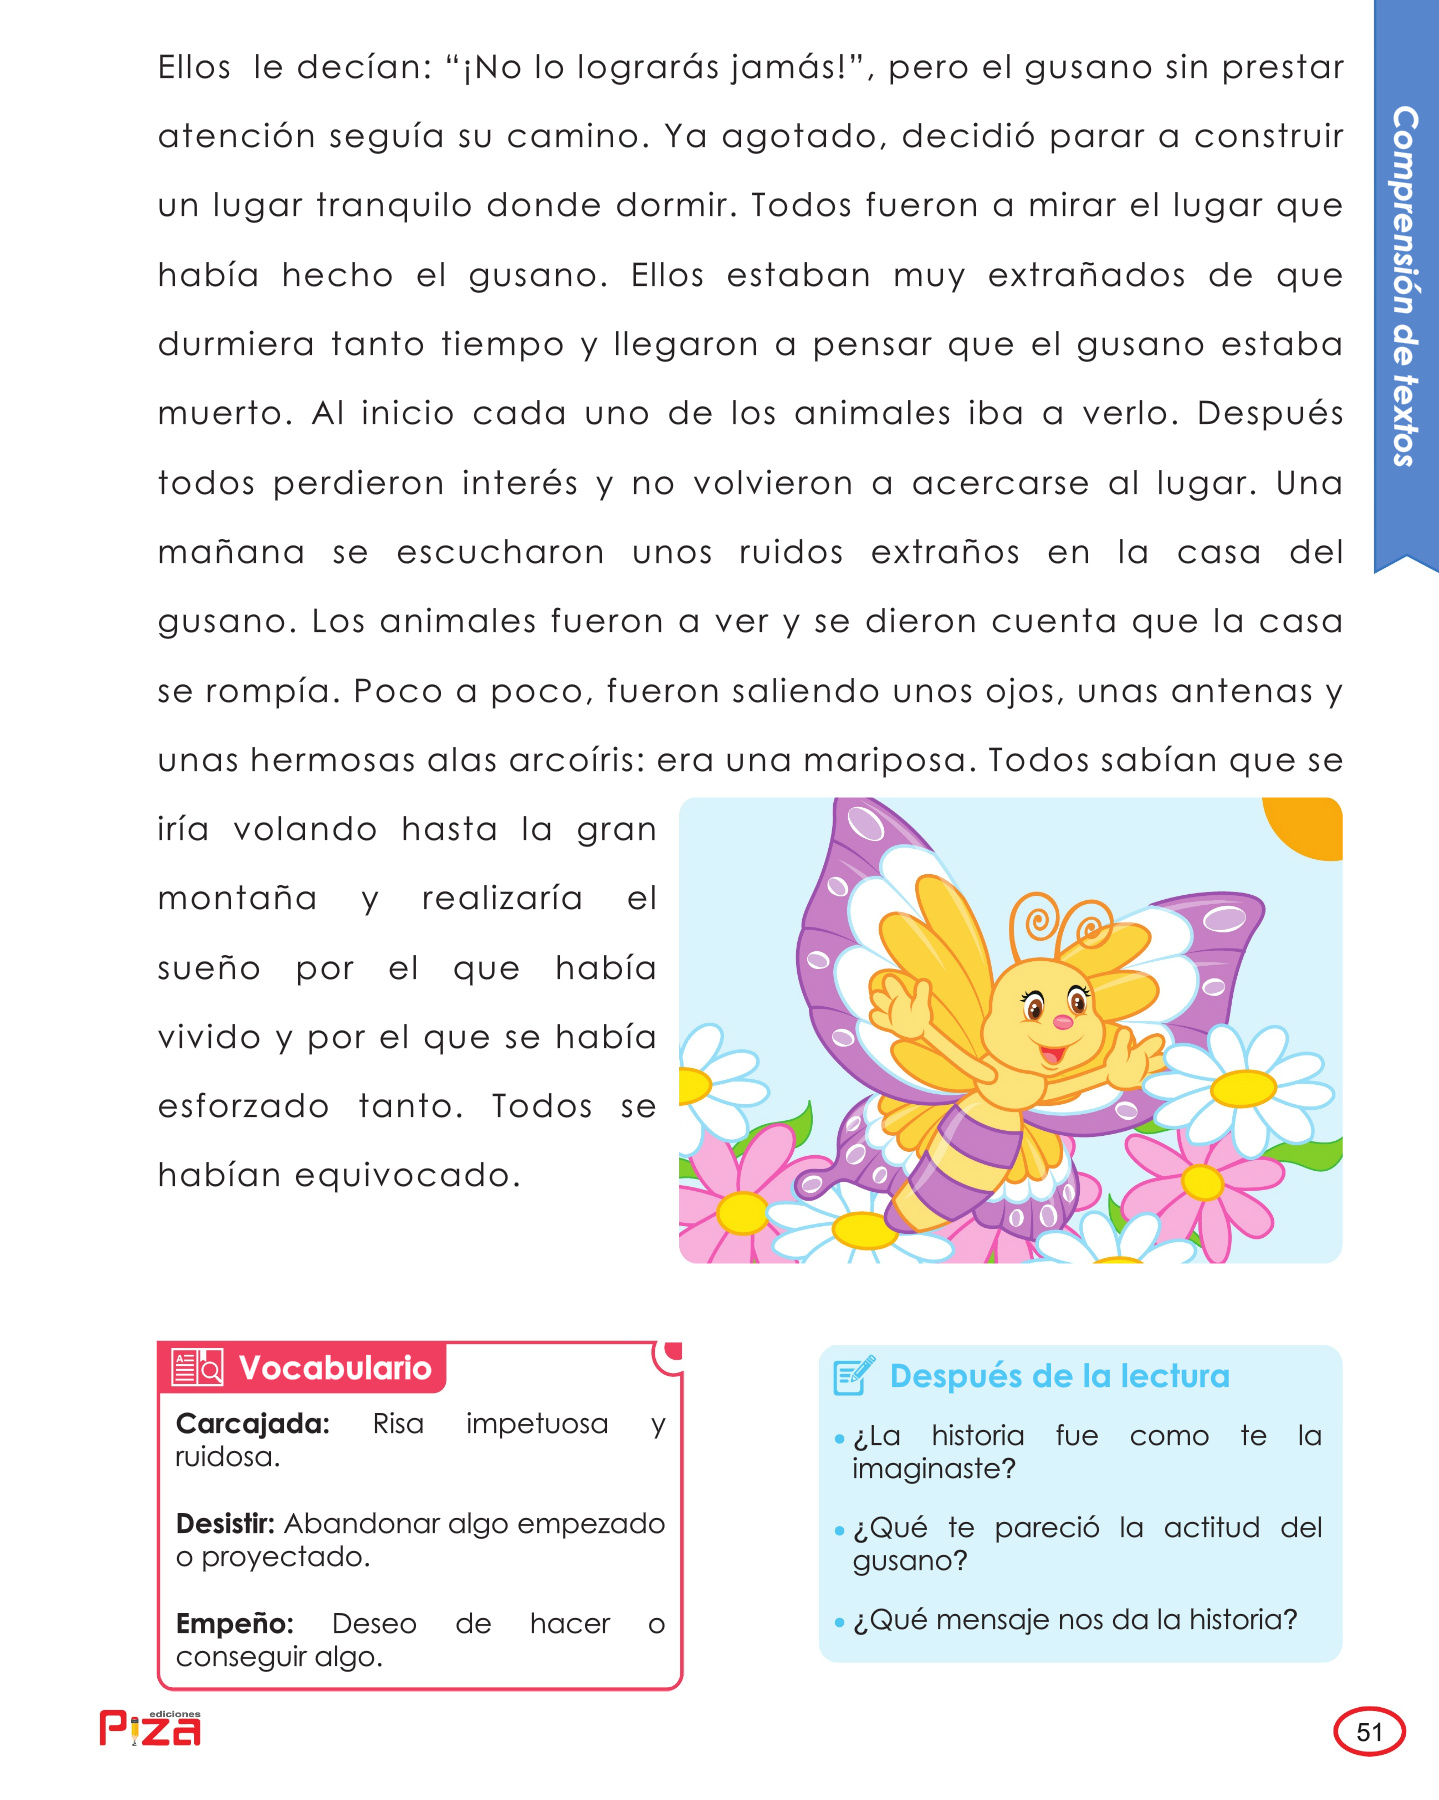 Ellos le decían: “¡No lo lograrás jamás!”, pero el gusano sin prestar
atención seguía su camino. Ya agotado, decidió parar a construir
un lugar tranquilo donde dormir. Todos fueron a mirar el lugar que
había hecho el gusano. Ellos estaban muy extrañados de que
durmiera tanto tiempo y llegaron a pensar que el gusano estaba
muerto. Al inicio cada uno de los animales iba a verlo. Después
todos perdieron interés y no volvieron a acercarse al lugar. Una
mañana se escucharon unos ruidos extraños en la casa del
gusano. Los animales fueron a ver y se dieron cuenta que la casa
se rompía. Poco a poco, fueron saliendo unos ojos, unas antenas y
unas hermosas alas arcoíris: era una mariposa. Todos sabían que se
iría volando hasta la gran
montaña y realizaría el
sueño por el que había
vivido y por el que se había
esforzado tanto. Todos se
habían equivocado.
Comprensión de textos
Vocabulario
Carcajada: Risa impetuosa y
ruidosa.
Desistir: Abandonar algo empezado
o proyectado.
Empeño: Deseo de hacer o
conseguir algo.
Después de la lectura
• ¿La historia fue como te la
imaginaste?
• ¿Qué te pareció la actitud del
gusano?
• ¿Qué mensaje nos da la historia?
ediciones
Piza
51